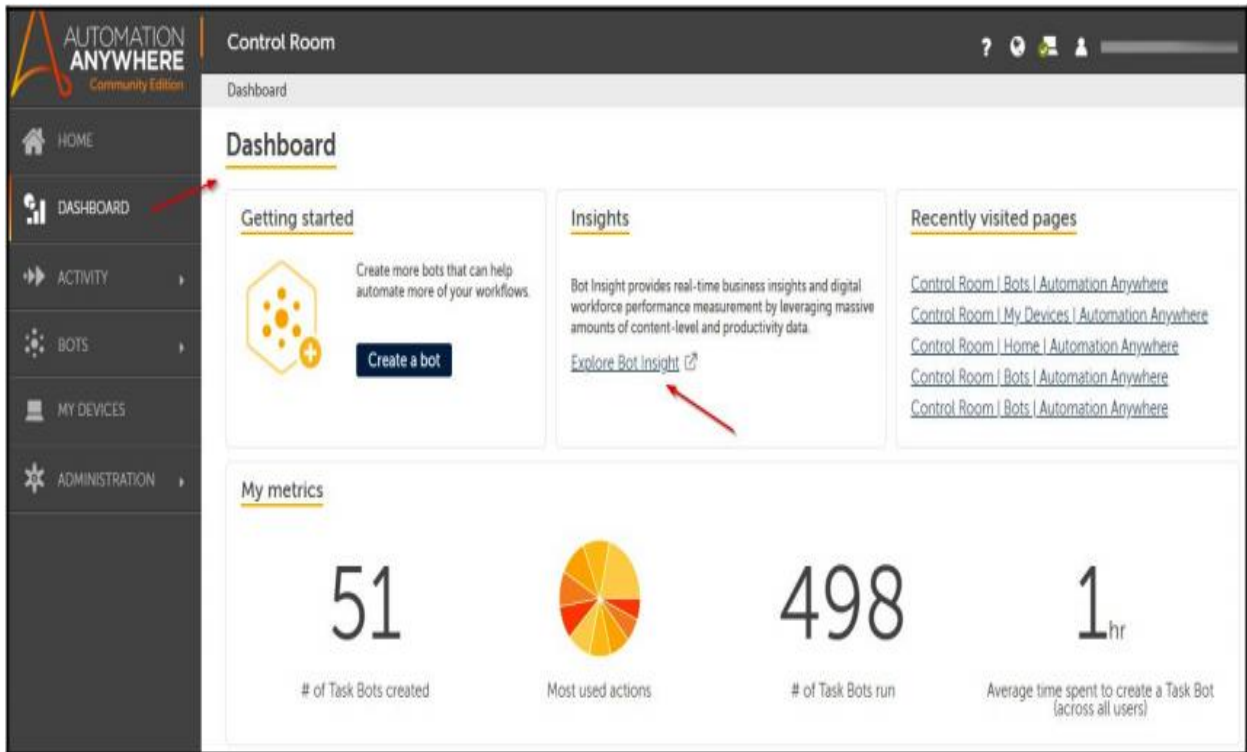 AUTOMATION
ANYWHERE
Community Edition
Control Room
?
Dashboard
HOME
DASHBOARD
ACTIVITY
BOTS
MY DEVICES
ADMINISTRATION
Dashboard
Getting started
Create more bots that can help
automate more of your workflows.
Create a bot
Insights
Bot Insight provides real-time business insights and digital
workforce performance measurement by leveraging massive
amounts of content-level and productivity data.
Explore Bot Insight
Recently visited pages
Control Room | Bots | Automation Anywhere
Control Room | My Devices | Automation Anywhere
Control Room | Home | Automation Anywhere
Control Room | Bots | Automation Anywhere
Control Room | Bots | Automation Anywhere
My metrics
51
# of Task Bots created
Most used actions
498
# of Task Bots run
1hr
Average time spent to create a Task Bot
(across all users)